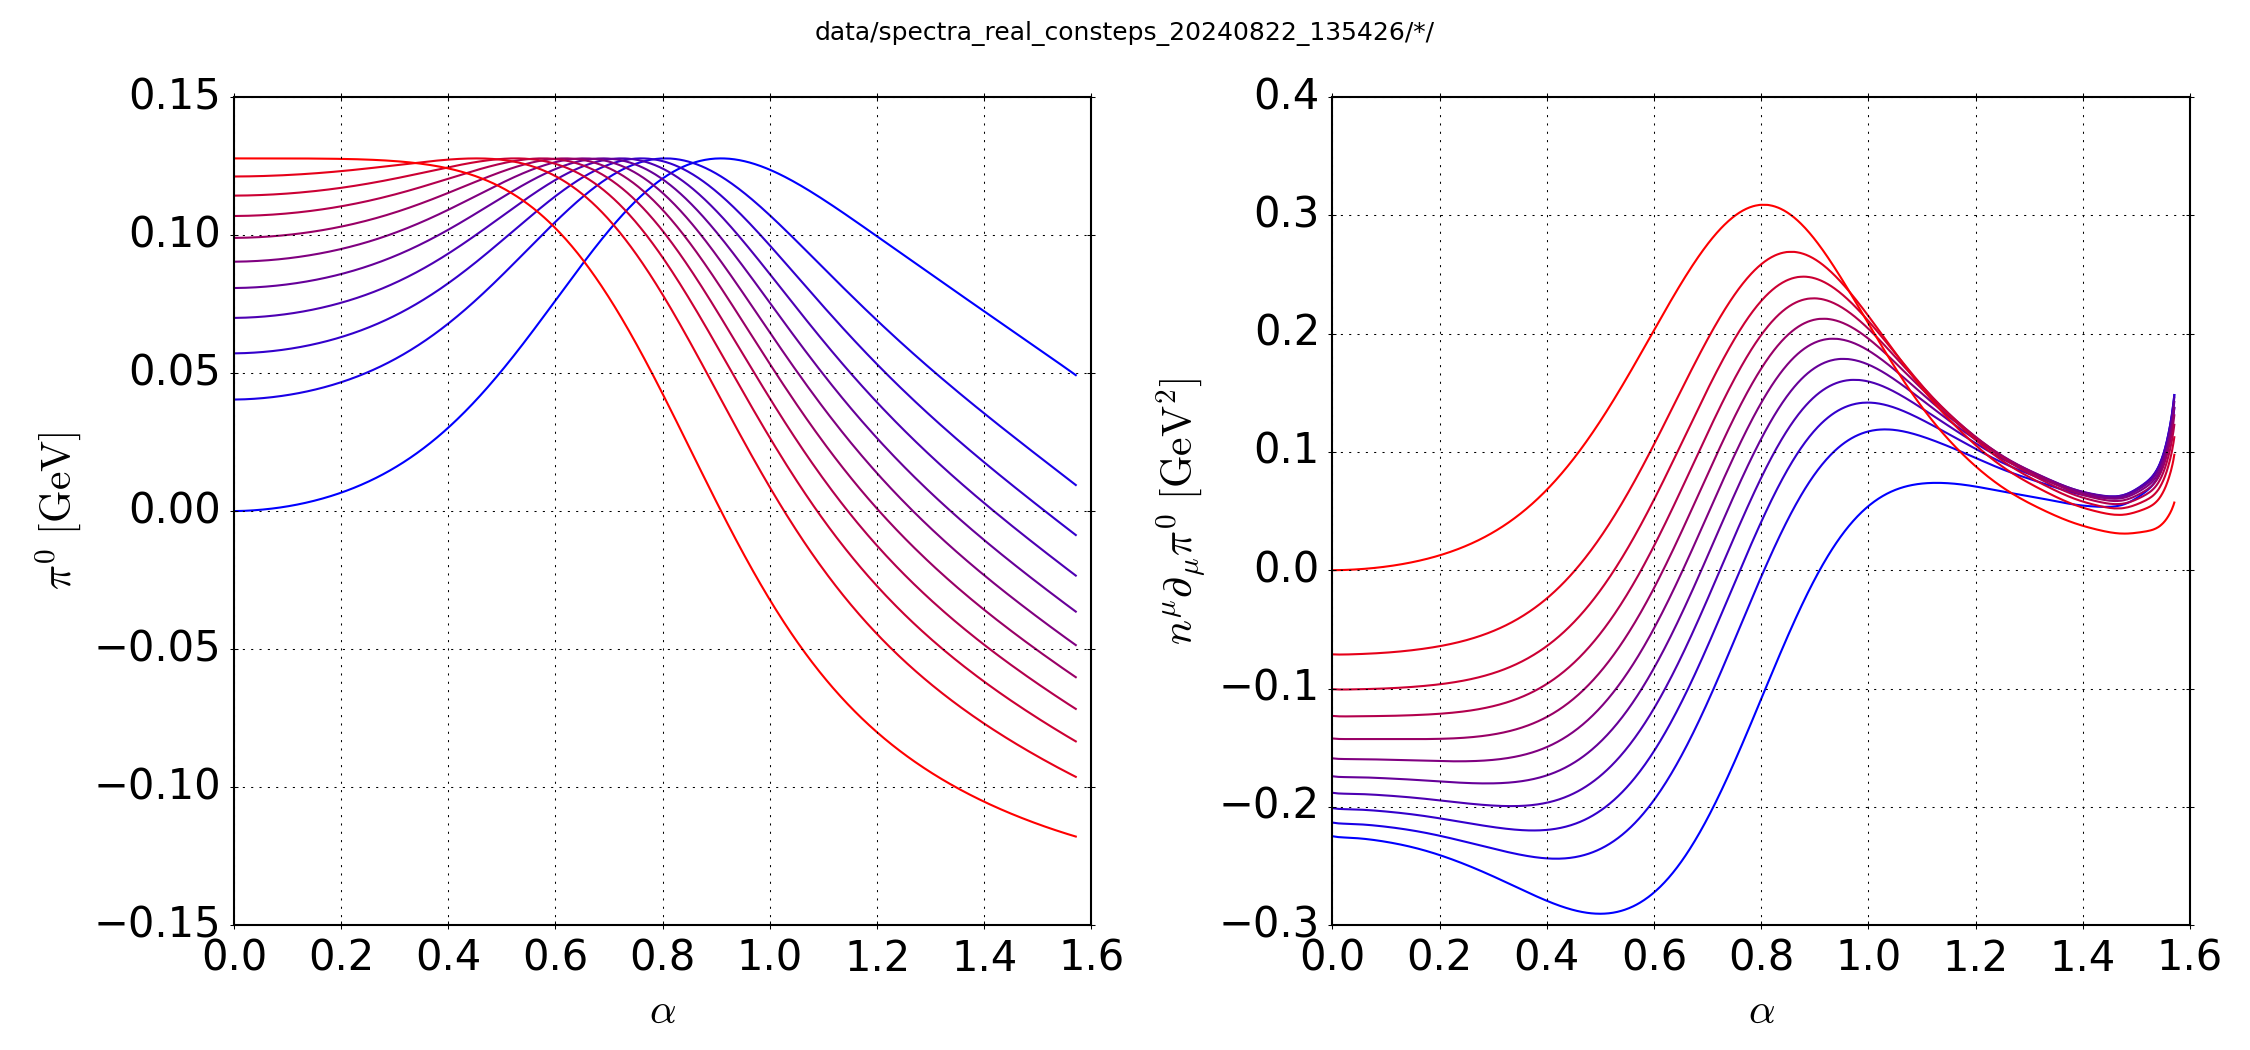 data/spectra_real_consteps_20240822_135426/*/
0.15
0.10
0.05
0.00
−0.05
−0.10
−0.15
π⁰ [GeV]
0.0 0.2 0.4 0.6 0.8 1.0 1.2 1.4 1.6
α
0.4
0.3
0.2
0.1
0.0
−0.1
−0.2
−0.3
n^μ∂_μπ⁰ [GeV²]
0.0 0.2 0.4 0.6 0.8 1.0 1.2 1.4 1.6
α